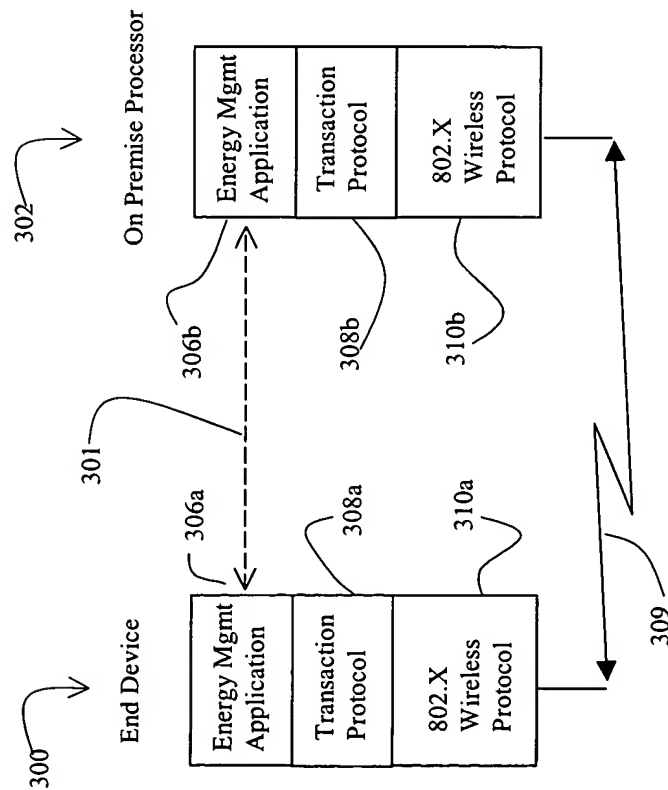 300
302
End Device
On Premise Processor
306a
301
306b
Energy Mgmt
Application
Energy Mgmt
Application
Transaction
Protocol
308a
308b
Transaction
Protocol
802.X
Wireless
Protocol
310a
310b
802.X
Wireless
Protocol
309